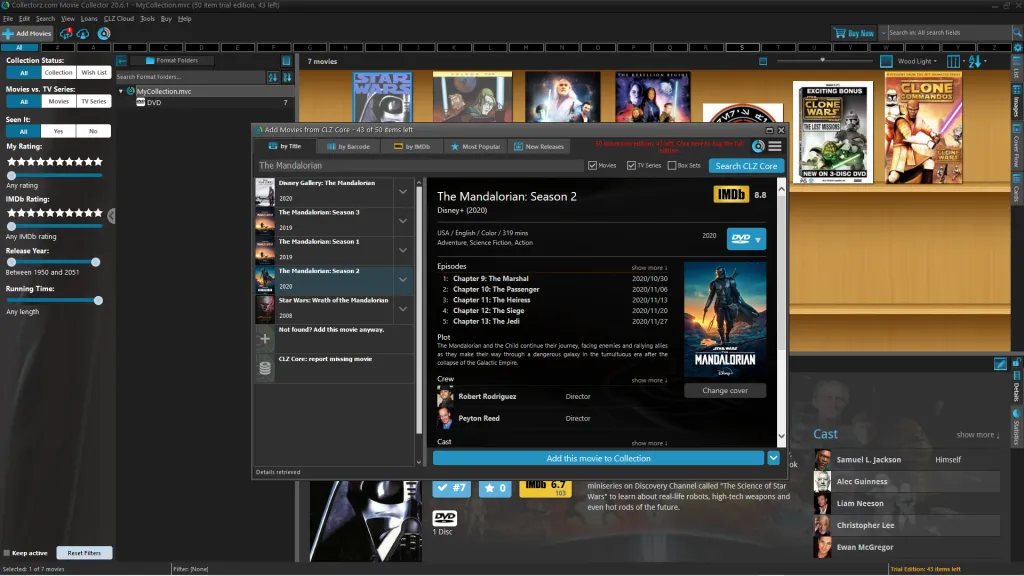 Collectorz.com Movie Collector 20.6.1 - MyCollection.mvc (50 item trial edition, 43 left)
File Edit Search View Loans CLZ Cloud Tools Buy Help
Add Movies
Buy Now
Search in: All search fields
All # A B C D E F G H I J K L M N O P Q R S T U V W X Y Z
Collection Status:
All Collection Wish List
Movies vs. TV Series:
All Movies TV Series
Seen It:
All Yes No
My Rating:
Any rating
IMDb Rating:
Any IMDb rating
Release Year:
Between 1950 and 2051
Running Time:
Any length
Keep active
Reset Filters
Format Folders
Search Format Folders...
MyCollection.mvc
DVD 7
7 movies
Wood Light
STAR WARS
THE REBELLION BEGINS
EXCITING BONUS
CLONE WARS
THE LOST MISSIONS
NEW ON 3-DISC DVD
CLONE COMMANDOS
List
Images
Cover Flow
Cards
Details
Statistics
Add Movies from CLZ Core - 43 of 50 items left
by Title
by Barcode
by IMDb
Most Popular
New Releases
The Mandalorian
Movies
TV Series
Box Sets
Search CLZ Core
Disney Gallery: The Mandalorian
2020
The Mandalorian: Season 3
2019
The Mandalorian: Season 1
2019
The Mandalorian: Season 2
2020
Star Wars: Wrath of the Mandalorian
2008
Not found? Add this movie anyway.
CLZ Core: report missing movie
Details retrieved
The Mandalorian: Season 2
IMDb 8.8
Disney+ (2020)
USA / English / Color / 319 mins
Adventure, Science Fiction, Action
2020
DVD
Episodes
show more ↓
1: Chapter 9: The Marshal 2020/10/30
2: Chapter 10: The Passenger 2020/11/06
3: Chapter 11: The Heiress 2020/11/13
4: Chapter 12: The Siege 2020/11/20
5: Chapter 13: The Jedi 2020/11/27
Plot
The Mandalorian and the Child continue their journey, facing enemies and rallying allies
as they make their way through a dangerous galaxy in the tumultuous era after the
collapse of the Galactic Empire.
STAR WARS
THE
MANDALORIAN
Disney+
Change cover
Crew
show more ↓
Robert Rodriguez Director
Peyton Reed Director
Cast
show more ↓
Add this movie to Collection
#7
0
IMDb 6.7
103
DVD
1 Disc
miniseries on Discovery Channel called "The Science of Star
Wars" to learn about real-life robots, high-tech weapons and
even hot rods of the future.
Cast
show more ↓
Samuel L. Jackson Himself
Alec Guinness
Liam Neeson
Christopher Lee
Ewan McGregor
Selected: 1 of 7 movies
Filter: [None]
Trial Edition: 43 items left